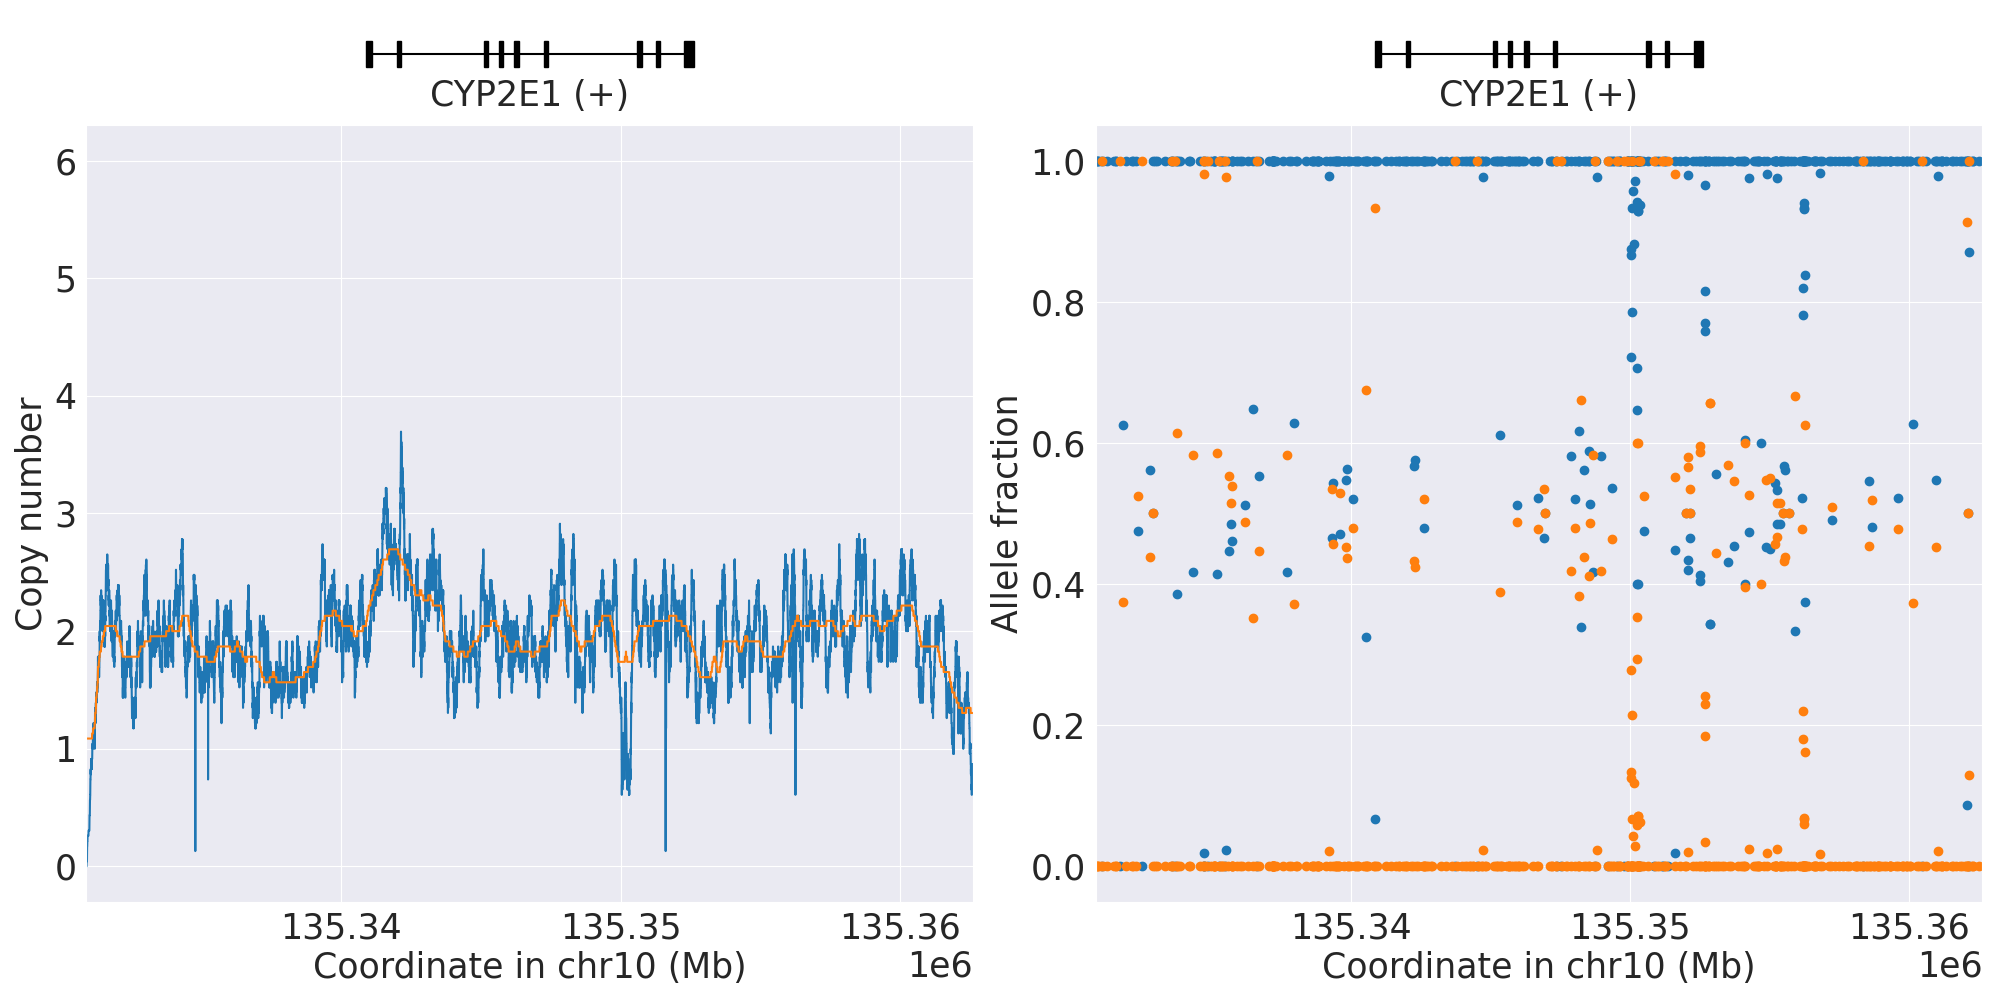 CYP2E1 (+)
6
5
4
3
2
1
0
Copy number
135.34 135.35 135.36
Coordinate in chr10 (Mb)
1e6
CYP2E1 (+)
1.0
0.8
0.6
0.4
0.2
0.0
Allele fraction
135.34 135.35 135.36
Coordinate in chr10 (Mb)
1e6